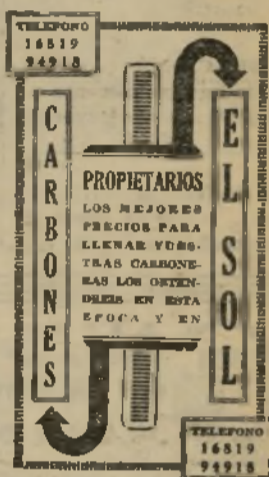 TELEFONO
16819
94918
CARBONES
PROPIETARIOS
LOS MEJORES
PRECIOS PARA
LLENAR VUES-
TRAS CARBONE-
RAS LOS OBTEN-
DREIS EN ESTA
EPOCA Y EN
EL SOL
TELEFONO
16819
94918